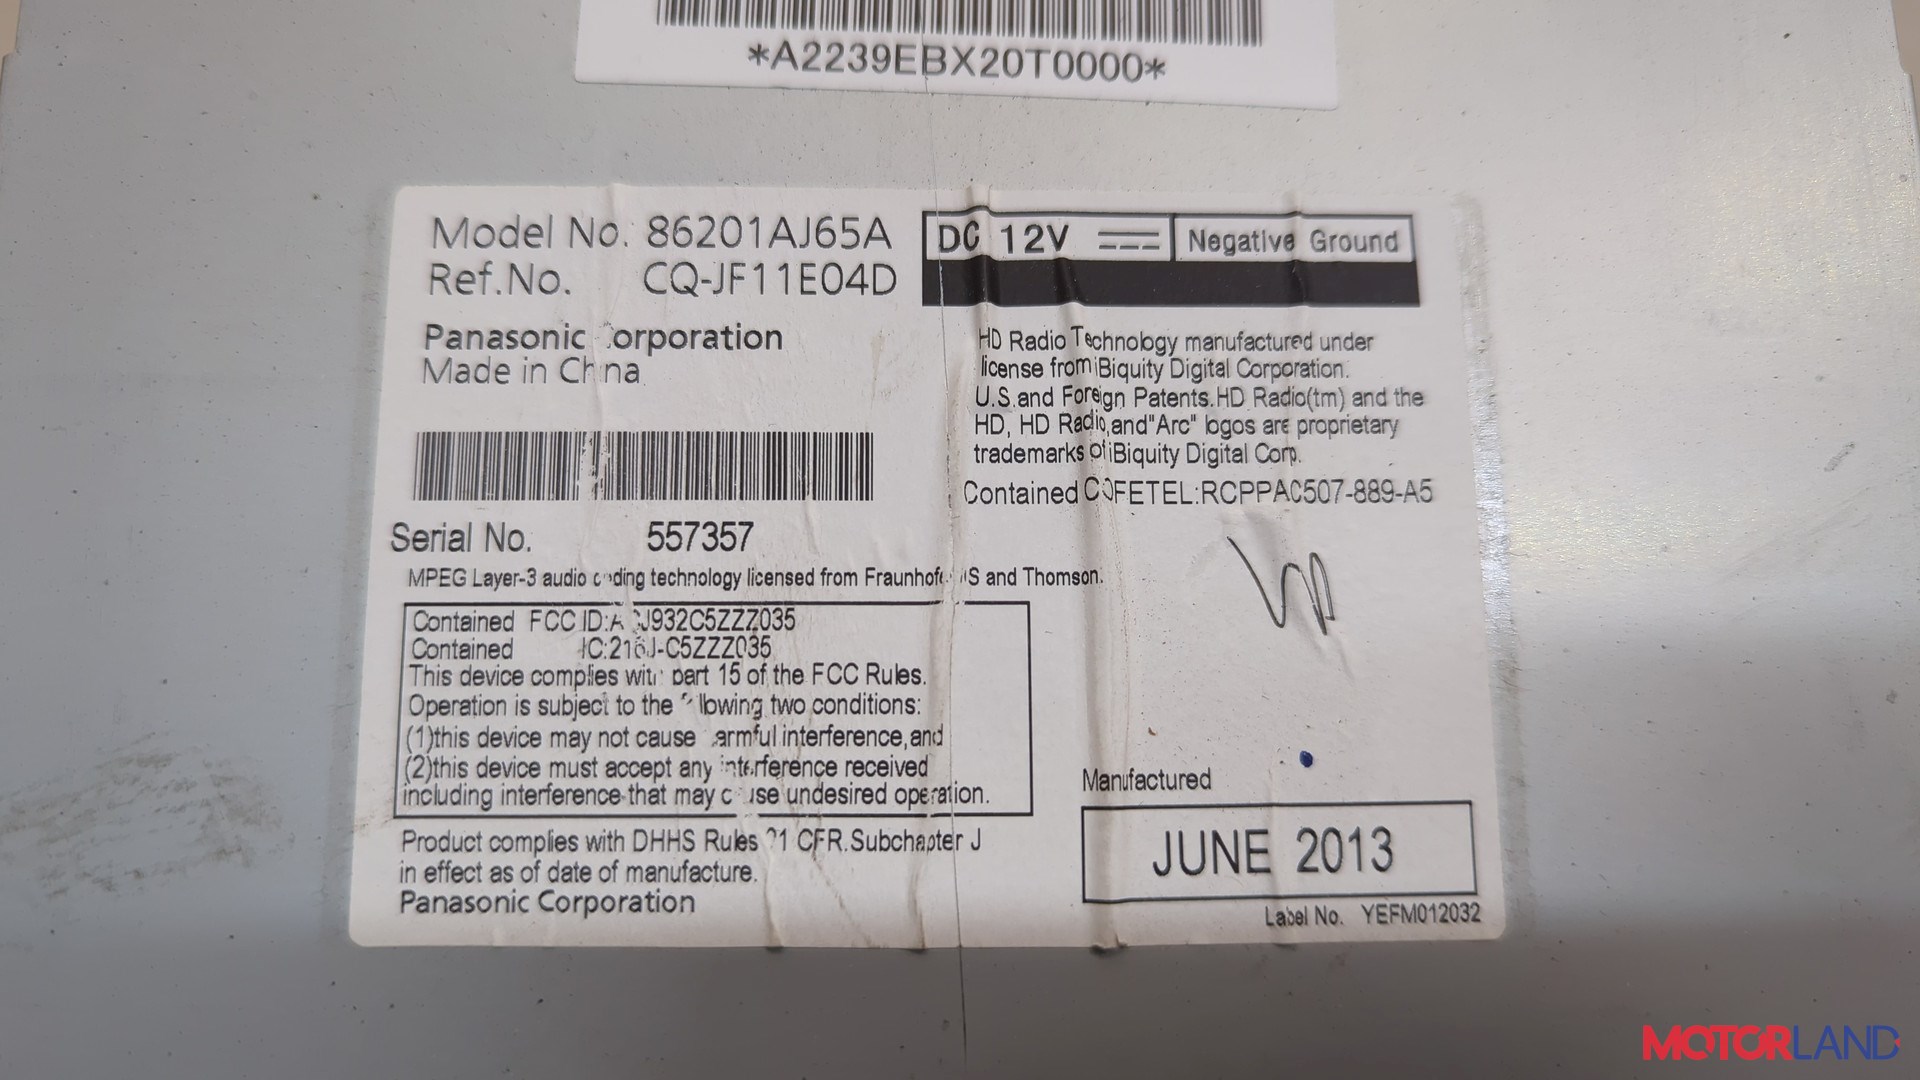 *A2239EBX20T0000*
Model No. 86201AJ65A
Ref.No. CQ-JF11E04D
DC 12V Negative Ground
Panasonic Corporation
Made in China
HD Radio Technology manufactured under
license from iBiquity Digital Corporation.
U.S.and Foreign Patents.HD Radio(tm) and the
HD, HD Radio,and"Arc" logos are proprietary
trademarks of iBiquity Digital Corp.
Contained COFETEL:RCPPAC507-889-A5
Serial No. 557357
MPEG Layer-3 audio coding technology licensed from Fraunhofer IIS and Thomson.
Contained FCC
Contained
This device complies with part 15 of the FCC Rules.
Operation is subject to the following two conditions:
(1)this device may not cause harmful interference,and
(2)this device must accept any interference received
including interference that may cause undesired operation.
Product complies with DHHS Rules 21 CFR.Subchapter J
in effect as of date of manufacture.
Panasonic Corporation
Manufactured
JUNE 2013
Label No. YEFM012032
MOTORLAND